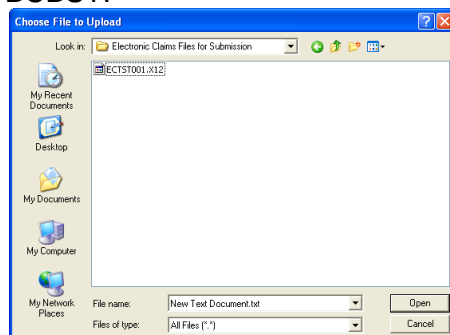 Choose File to Upload
Look in: Electronic Claims Files for Submission
ECTST001.X12
My Recent
Documents
Desktop
My Documents
My Computer
My Network
Places
File name: New Text Document.txt Open
Files of type: All Files (*.*) Cancel